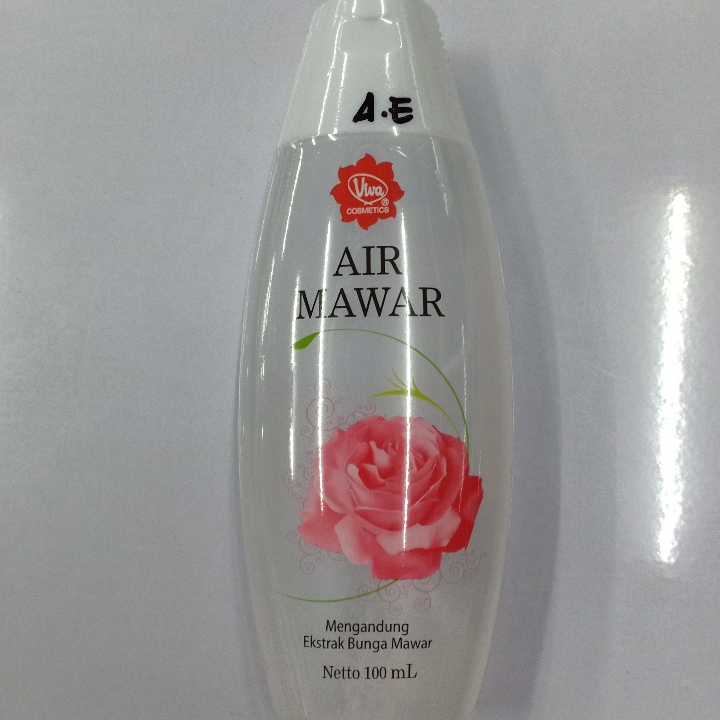 A.E
Viva
®
COSMETICS
AIR
MAWAR
Mengandung
Ekstrak Bunga Mawar
Netto 100 mL